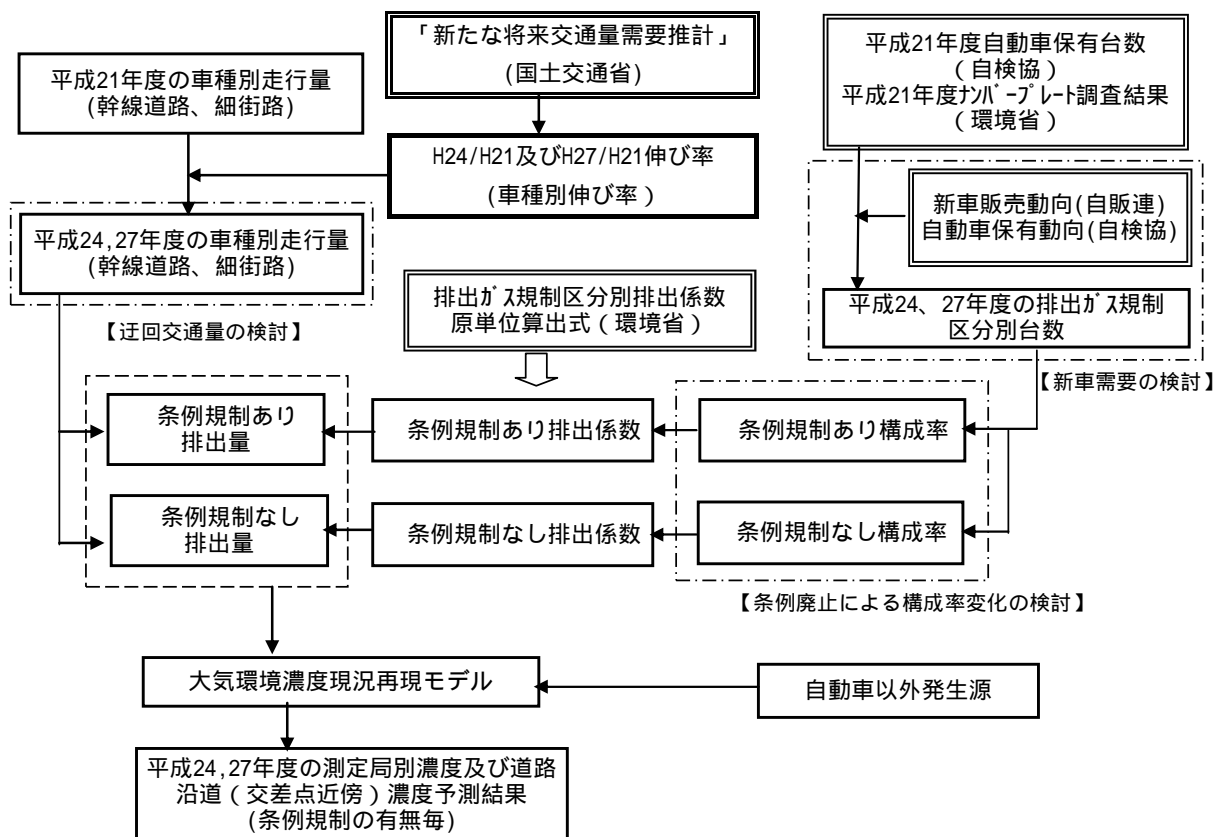 「新たな将来交通量需要推計」
(国土交通省)
平成21年度の車種別走行量
(幹線道路、細街路)
平成21年度自動車保有台数
（自検協）
平成21年度ﾅﾝﾊﾞｰﾌﾟﾚｰﾄ調査結果
（環境省）
H24/H21及びH27/H21伸び率
(車種別伸び率）
新車販売動向(自販連)
自動車保有動向(自検協)
平成24,27年度の車種別走行量
(幹線道路、細街路)
排出ｶﾞｽ規制区分別排出係数
原単位算出式（環境省）
平成24、27年度の排出ｶﾞｽ規制
区分別台数
【迂回交通量の検討】
【新車需要の検討】
条例規制あり
排出量
条例規制あり排出係数
条例規制あり構成率
条例規制なし
排出量
条例規制なし排出係数
条例規制なし構成率
【条例廃止による構成率変化の検討】
大気環境濃度現況再現モデル
自動車以外発生源
平成24,27年度の測定局別濃度及び道路
沿道（交差点近傍）濃度予測結果
(条例規制の有無毎)